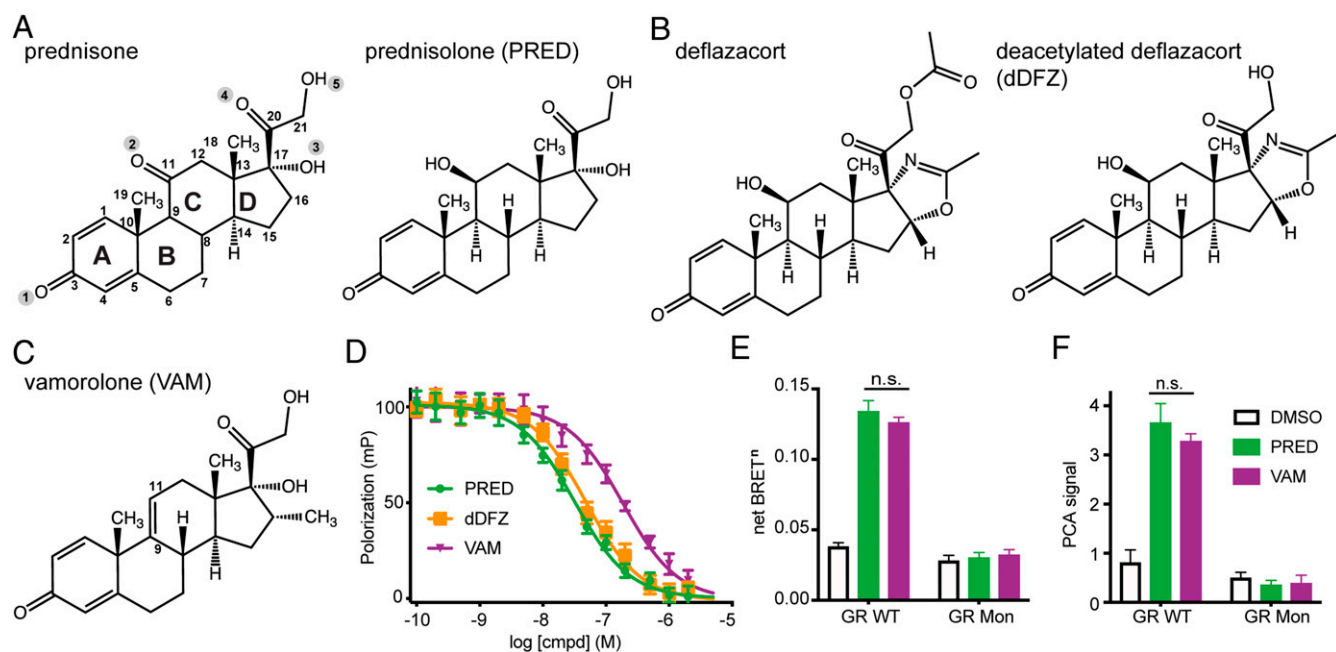 A
prednisone
OH
5
4
O
20
21
18
CH3
2
O
11
12
13
17
3
OH
19
CH3
C
D
16
1
10
9
14
15
2
A
B
8
H
1
O
3
5
7
4
6
prednisolone (PRED)
OH
O
CH3
HO
OH
CH3
H
H
H
O
B
deflazacort
O
O
O
CH3
N
HO
CH3
O
H
H
H
H
O
deacetylated deflazacort
(dDFZ)
HO
O
CH3
N
HO
CH3
O
H
H
H
H
O
C
vamorolone (VAM)
OH
O
CH3
11
OH
CH3
H
CH3
9
H
O
D
Polorization (mP)
100
50
0
PRED
dDFZ
VAM
-10 -9 -8 -7 -6 -5
log [cmpd] (M)
E
net BRETⁿ
0.15
0.10
0.05
0.00
n.s.
GR WT GR Mon
F
PCA signal
4
3
2
1
0
n.s.
DMSO
PRED
VAM
GR WT GR Mon